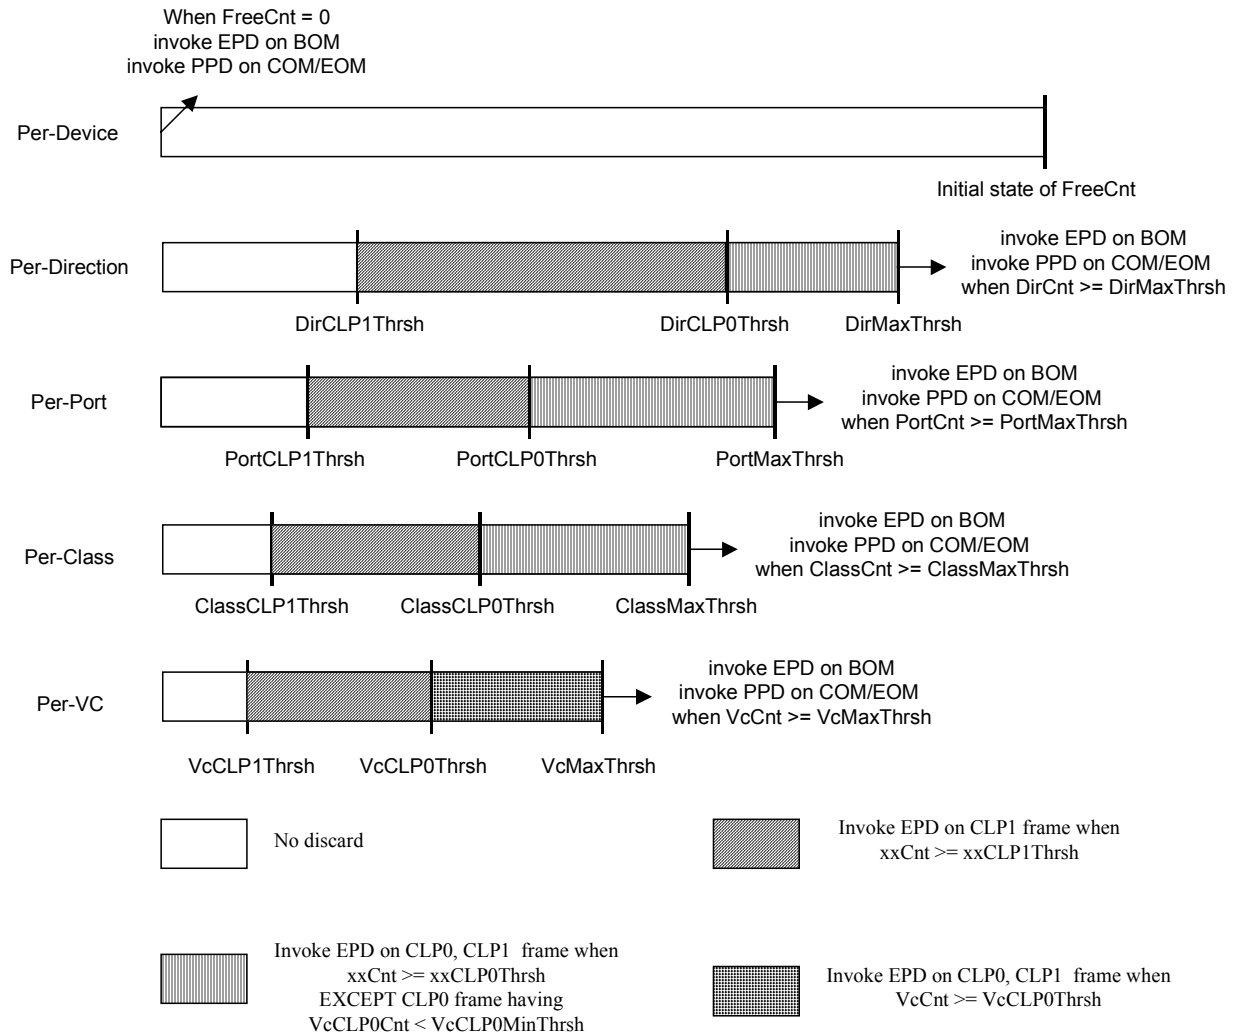 When FreeCnt = 0
invoke EPD on BOM
invoke PPD on COM/EOM
Per-Device
Initial state of FreeCnt
Per-Direction
invoke EPD on BOM
invoke PPD on COM/EOM
when DirCnt >= DirMaxThrsh
DirCLP1Thrsh
DirCLP0Thrsh
DirMaxThrsh
Per-Port
invoke EPD on BOM
invoke PPD on COM/EOM
when PortCnt >= PortMaxThrsh
PortCLP1Thrsh
PortCLP0Thrsh
PortMaxThrsh
Per-Class
invoke EPD on BOM
invoke PPD on COM/EOM
when ClassCnt >= ClassMaxThrsh
ClassCLP1Thrsh
ClassCLP0Thrsh
ClassMaxThrsh
Per-VC
invoke EPD on BOM
invoke PPD on COM/EOM
when VcCnt >= VcMaxThrsh
VcCLP1Thrsh
VcCLP0Thrsh
VcMaxThrsh
No discard
Invoke EPD on CLP1 frame when
xxCnt >= xxCLP1Thrsh
Invoke EPD on CLP0, CLP1 frame when
xxCnt >= xxCLP0Thrsh
EXCEPT CLP0 frame having
VcCLP0Cnt < VcCLP0MinThrsh
Invoke EPD on CLP0, CLP1 frame when
VcCnt >= VcCLP0Thrsh